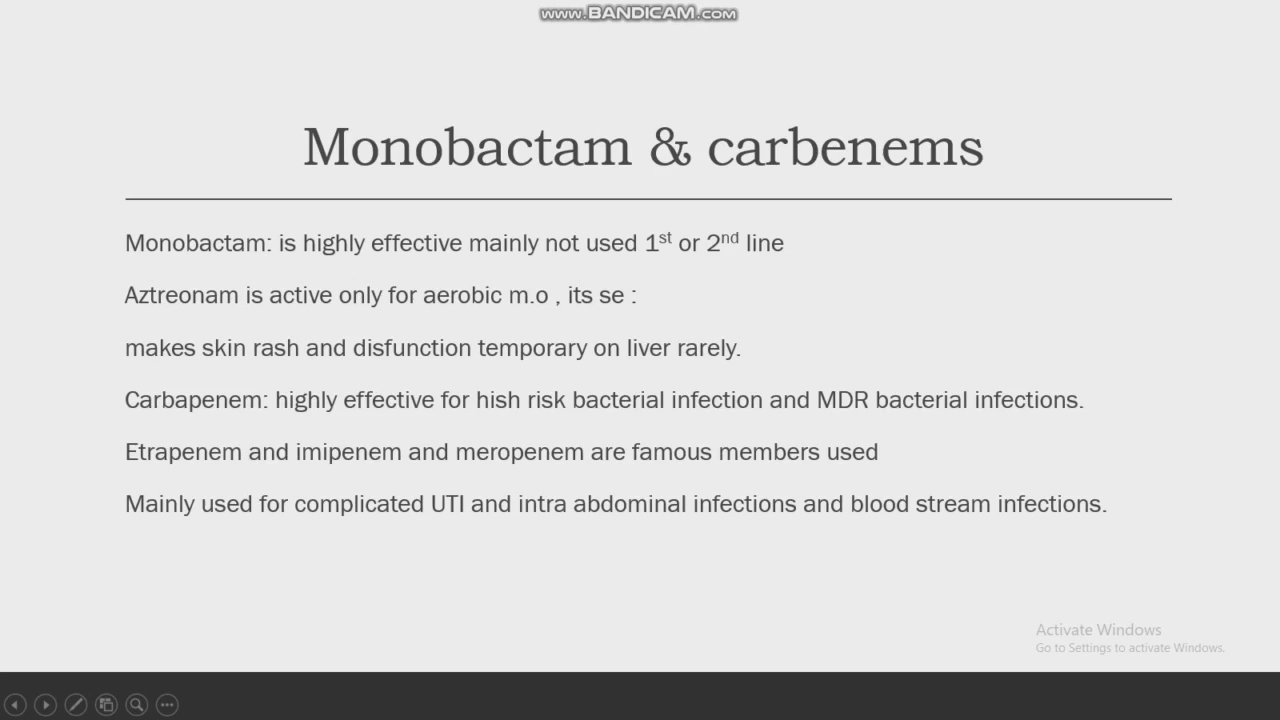 www.BANDICAM.com
Monobactam & carbenems
Monobactam: is highly effective mainly not used 1st or 2nd line
Aztreonam is active only for aerobic m.o , its se :
makes skin rash and disfunction temporary on liver rarely.
Carbapenem: highly effective for hish risk bacterial infection and MDR bacterial infections.
Etrapenem and imipenem and meropenem are famous members used
Mainly used for complicated UTI and intra abdominal infections and blood stream infections.
Activate Windows
Go to Settings to activate Windows.